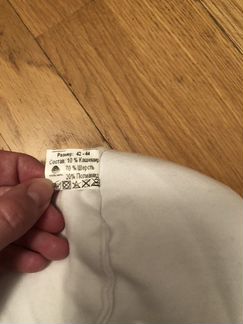 Размер: 42 - 44
Состав: 10 % Кашемир
70 % Шерсть
20% Полиамид